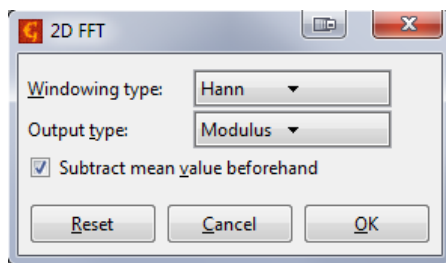 2D FFT
Windowing type: Hann
Output type: Modulus
Subtract mean value beforehand
Reset Cancel OK